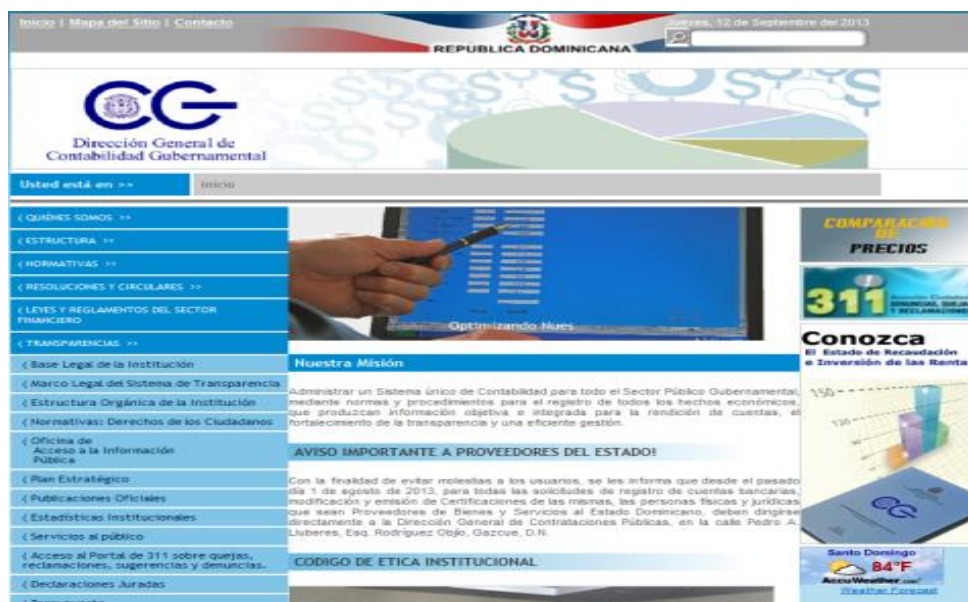 Inicio | Mapa del Sitio | Contacto
Jueves, 12 de Septiembre del 2013
REPÚBLICA DOMINICANA
CG
Dirección General de
Contabilidad Gubernamental
Usted está en >>
Inicio
QUIÉNES SOMOS >>
ESTRUCTURA >>
NORMATIVAS >>
RESOLUCIONES Y CIRCULARES >>
LEYES Y REGLAMENTOS DEL SECTOR
FINANCIERO
TRANSPARENCIAS >>
Base Legal de la Institución
Marco Legal del Sistema de Transparencia
Estructura Orgánica de la Institución
Normativas: Derechos de los Ciudadanos
Oficina de
Acceso a la Información
Pública
Plan Estratégico
Publicaciones Oficiales
Estadísticas Institucionales
Servicios al público
Acceso al Portal de 311 sobre quejas,
reclamaciones, sugerencias y denuncias.
Declaraciones Juradas
Optimizando Nues
Nuestra Misión
Administrar un Sistema único de Contabilidad para todo el Sector Público Gubernamental,
mediante normas y procedimientos para el registro de todos los hechos económicos,
que produzcan información objetiva e integrada para la rendición de cuentas, el
fortalecimiento de la transparencia y una eficiente gestión.
AVISO IMPORTANTE A PROVEEDORES DEL ESTADO!
Con la finalidad de evitar molestias a los usuarios, se les informa que desde el pasado
día 1 de agosto de 2013, para todas las solicitudes de registro de cuentas bancarias,
modificación y emisión de Certificaciones de las mismas, las personas físicas y jurídicas
que sean Proveedores de Bienes y Servicios al Estado Dominicano, deben dirigirse
directamente a la Dirección General de Contrataciones Públicas, en la calle Pedro A.
Lluberes, Esq. Rodríguez Objío, Gazcue, D.N.
CODIGO DE ETICA INSTITUCIONAL
COMPARACIÓN
DE
PRECIOS
311
Conozca
El Estado de Recaudación
e Inversión de las Renta
150
120
CG
Santo Domingo
84°F
AccuWeather.com
Weather Forecast